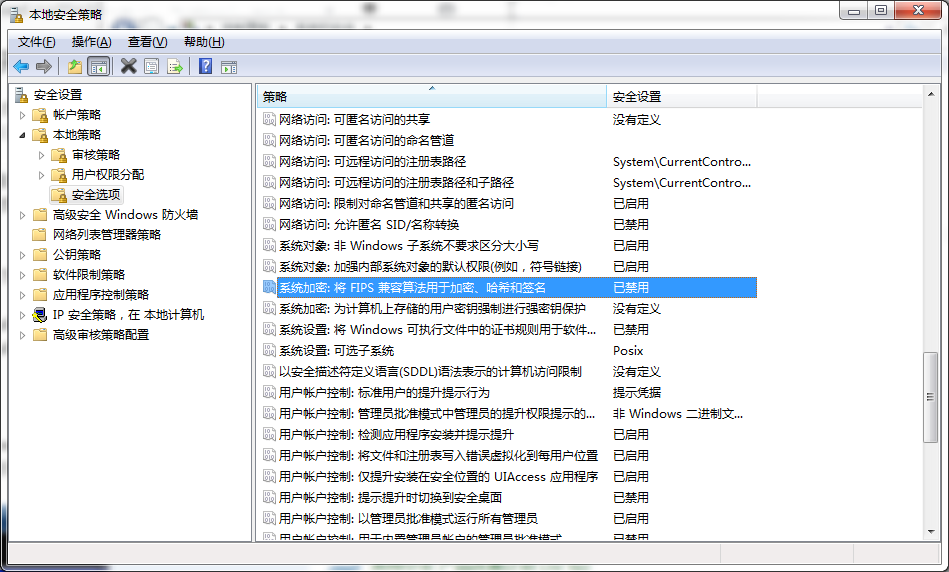 本地安全策略
文件(F) 操作(A) 查看(V) 帮助(H)
安全设置
帐户策略
本地策略
审核策略
用户权限分配
安全选项
高级安全 Windows 防火墙
网络列表管理器策略
公钥策略
软件限制策略
应用程序控制策略
IP 安全策略，在 本地计算机
高级审核策略配置
策略 安全设置
网络访问: 可匿名访问的共享 没有定义
网络访问: 可匿名访问的命名管道
网络访问: 可远程访问的注册表路径 System\CurrentContro...
网络访问: 可远程访问的注册表路径和子路径 System\CurrentContro...
网络访问: 限制对命名管道和共享的匿名访问 已启用
网络访问: 允许匿名 SID/名称转换 已禁用
系统对象: 非 Windows 子系统不要求区分大小写 已启用
系统对象: 加强内部系统对象的默认权限(例如，符号链接) 已启用
系统加密: 将 FIPS 兼容算法用于加密、哈希和签名 已禁用
系统加密: 为计算机上存储的用户密钥强制进行强密钥保护 没有定义
系统设置: 将 Windows 可执行文件中的证书规则用于软件... 已禁用
系统设置: 可选子系统 Posix
以安全描述符定义语言(SDDL)语法表示的计算机访问限制 没有定义
用户帐户控制: 标准用户的提升提示行为 提示凭据
用户帐户控制: 管理员批准模式中管理员的提升权限提示的... 非 Windows 二进制文...
用户帐户控制: 检测应用程序安装并提示提升 已启用
用户帐户控制: 将文件和注册表写入错误虚拟化到每用户位置 已启用
用户帐户控制: 仅提升安装在安全位置的 UIAccess 应用程序 已启用
用户帐户控制: 提示提升时切换到安全桌面 已禁用
用户帐户控制: 以管理员批准模式运行所有管理员 已启用
用户帐户控制: 用于内置管理员帐户的管理员批准模式 已禁用